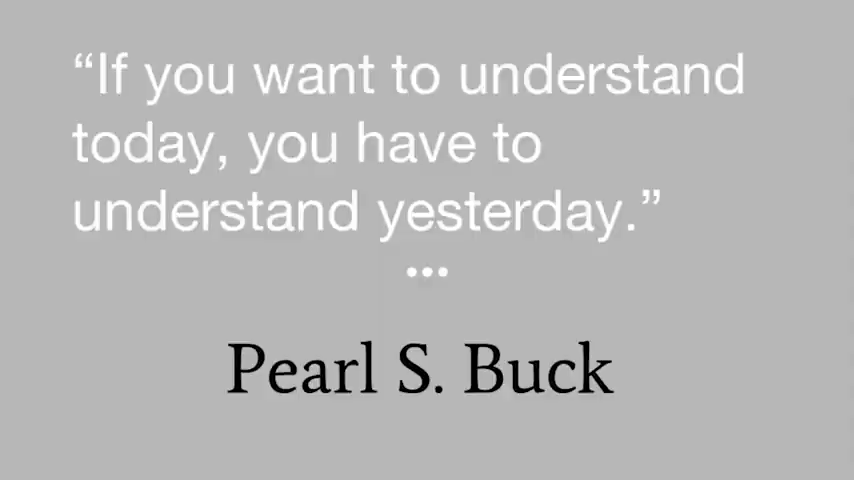 “If you want to understand
today, you have to
understand yesterday.”
•••
Pearl S. Buck